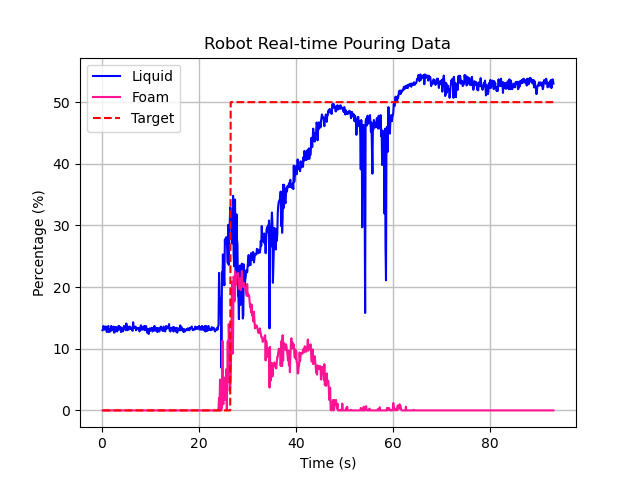 Robot Real-time Pouring Data
Liquid
Foam
Target
Percentage (%)
50
40
30
20
10
0
0 20 40 60 80
Time (s)